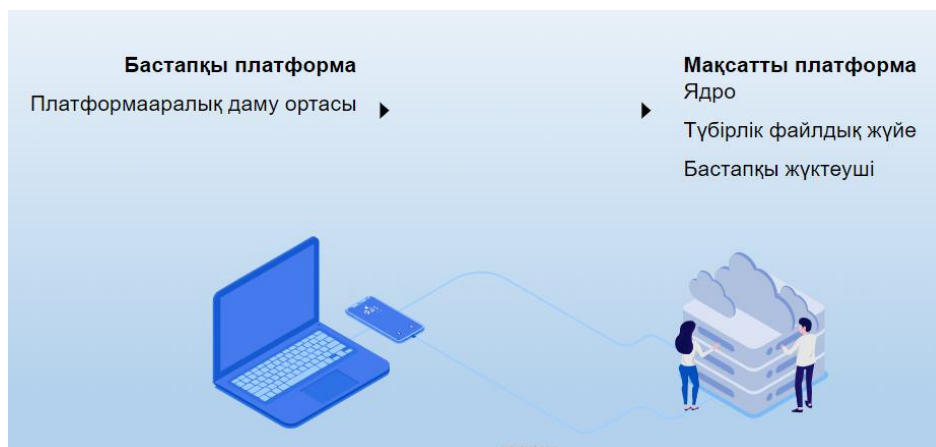 Бастапқы платформа
Платформааралық даму ортасы
Мақсатты платформа
Ядро
Түбірлік файлдық жүйе
Бастапқы жүктеуші